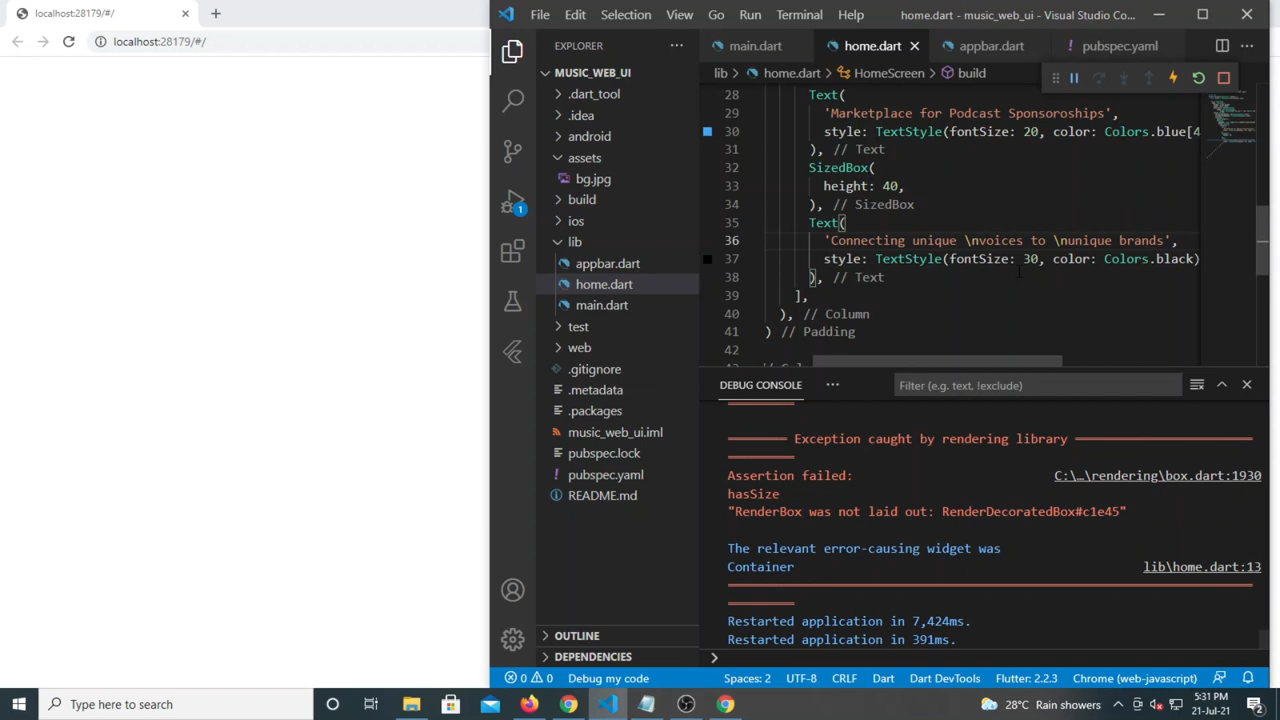 localhost:28179/#/
localhost:28179/#/
File Edit Selection View Go Run Terminal Help home.dart - music_web_ui - Visual Studio Co...
EXPLORER
MUSIC_WEB_UI
.dart_tool
.idea
android
assets
bg.jpg
build
ios
lib
appbar.dart
home.dart
main.dart
test
web
.gitignore
.metadata
.packages
music_web_ui.iml
pubspec.lock
pubspec.yaml
README.md
OUTLINE
DEPENDENCIES
1
main.dart home.dart appbar.dart pubspec.yaml
lib > home.dart > HomeScreen > build
28 Text(
29 'Marketplace for Podcast Sponsoroships',
30 style: TextStyle(fontSize: 20, color: Colors.blue[4
31 ), // Text
32 SizedBox(
33 height: 40,
34 ), // SizedBox
35 Text(
36 'Connecting unique \nvoices to \nunique brands',
37 style: TextStyle(fontSize: 30, color: Colors.black)
38 ), // Text
39 ],
40 ), // Column
41 ) // Padding
42
DEBUG CONSOLE Filter (e.g. text, !exclude)
Exception caught by rendering library
Assertion failed: C:\...\rendering\box.dart:1930
hasSize
"RenderBox was not laid out: RenderDecoratedBox#c1e45"
The relevant error-causing widget was
Container lib\home.dart:13
Restarted application in 7,424ms.
Restarted application in 391ms.
0 0 Debug my code Spaces: 2 UTF-8 CRLF Dart Dart DevTools Flutter: 2.2.3 Chrome (web-javascript)
Type here to search
28°C Rain showers
5:31 PM
21-Jul-21
2